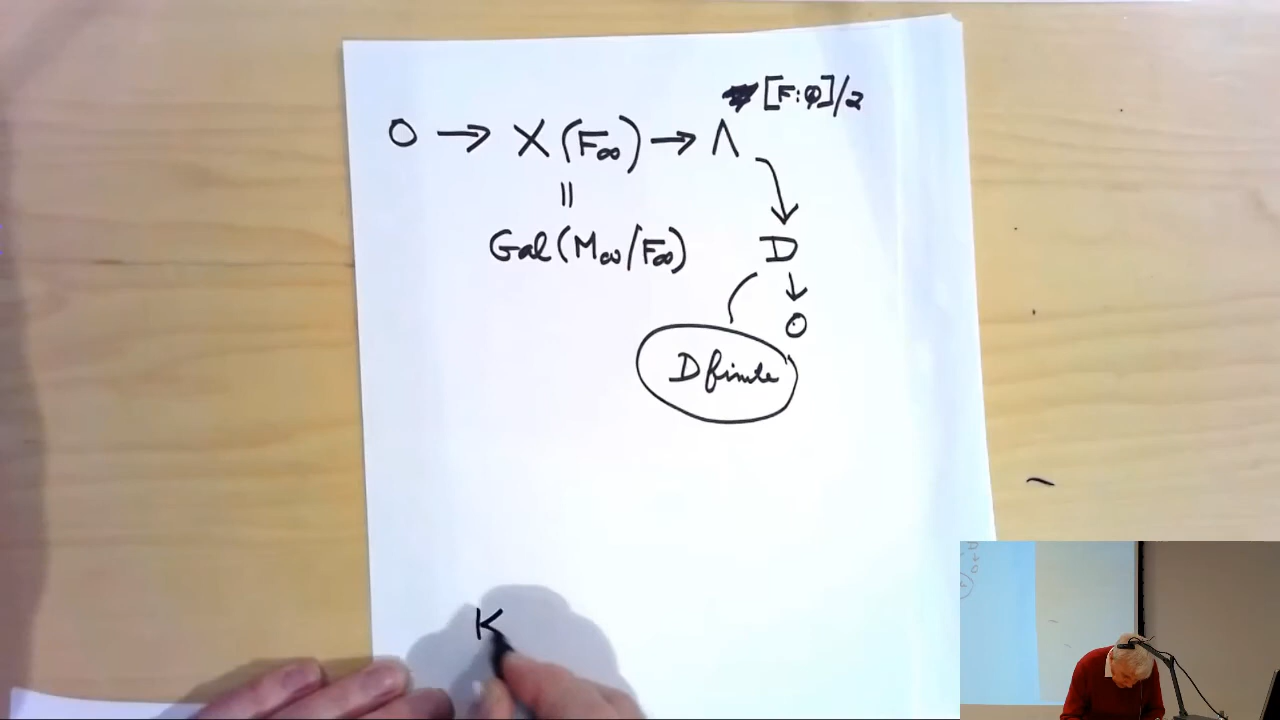 [F:Q]/2
0 → X(F∞) → Λ
||
Gal(M∞/F∞) D
0
D finite
K